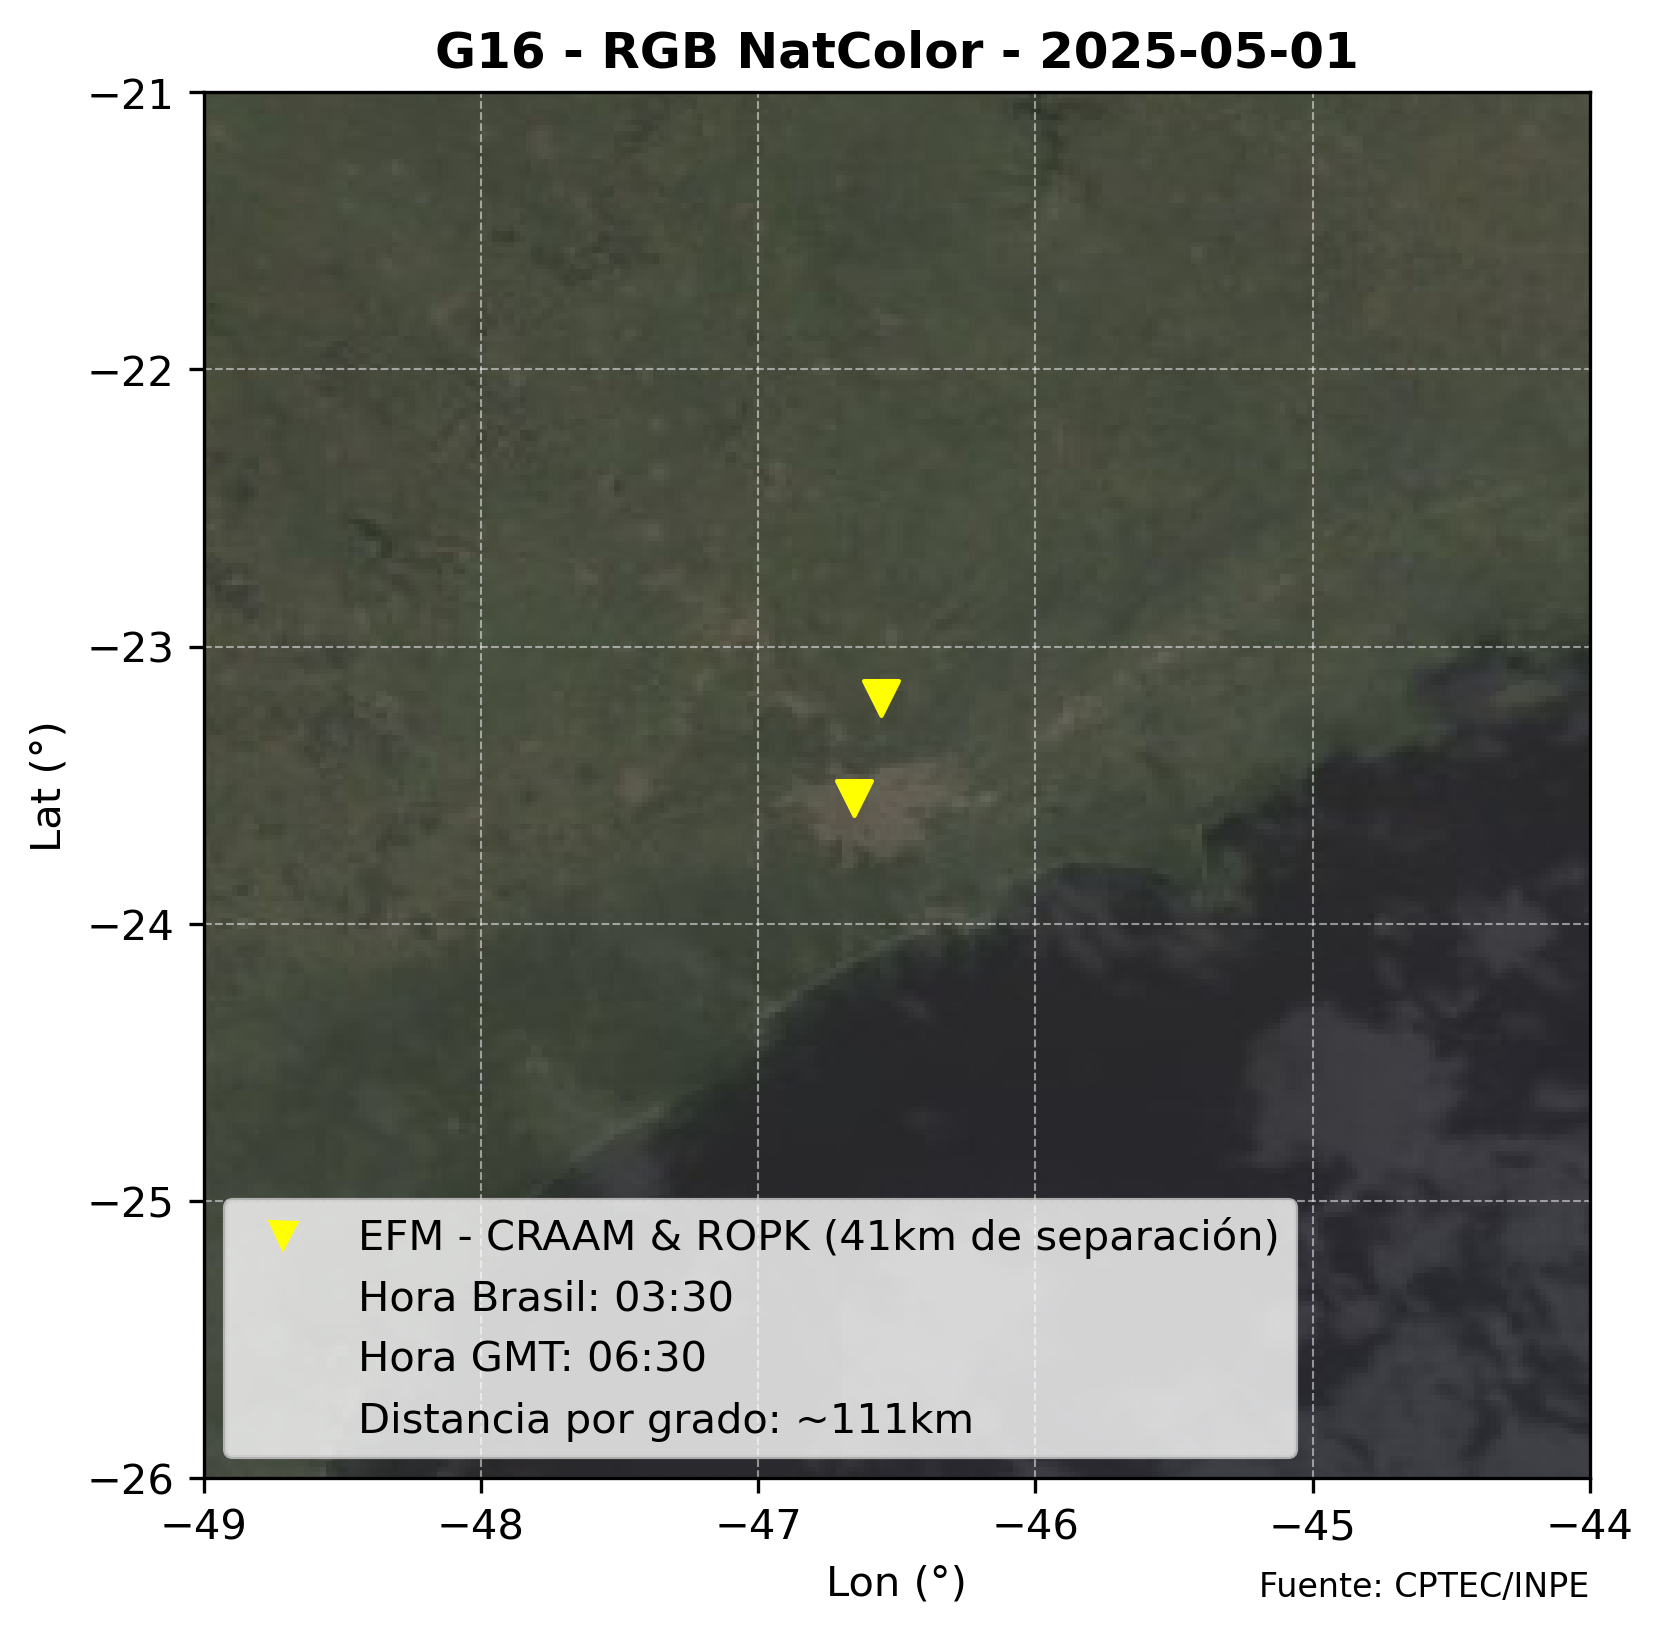 G16 - RGB NatColor - 2025-05-01
−21
−22
−23
−24
−25
−26
Lat (°)
EFM - CRAAM & ROPK (41km de separación)
Hora Brasil: 03:30
Hora GMT: 06:30
Distancia por grado: ~111km
−49 −48 −47 −46 −45 −44
Lon (°)
Fuente: CPTEC/INPE